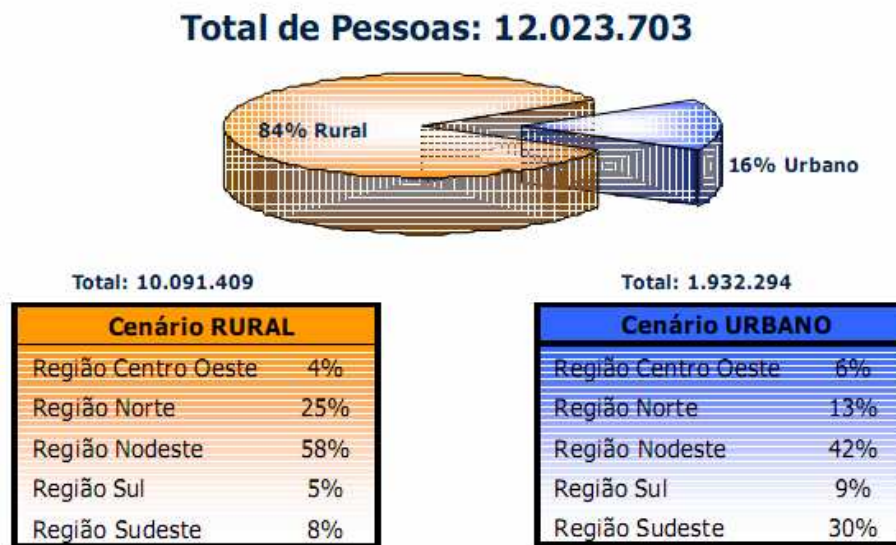 Total de Pessoas: 12.023.703
84% Rural
16% Urbano
Total: 10.091.409
Cenário RURAL
Região Centro Oeste 4%
Região Norte 25%
Região Nodeste 58%
Região Sul 5%
Região Sudeste 8%
Total: 1.932.294
Cenário URBANO
Região Centro Oeste 6%
Região Norte 13%
Região Nodeste 42%
Região Sul 9%
Região Sudeste 30%